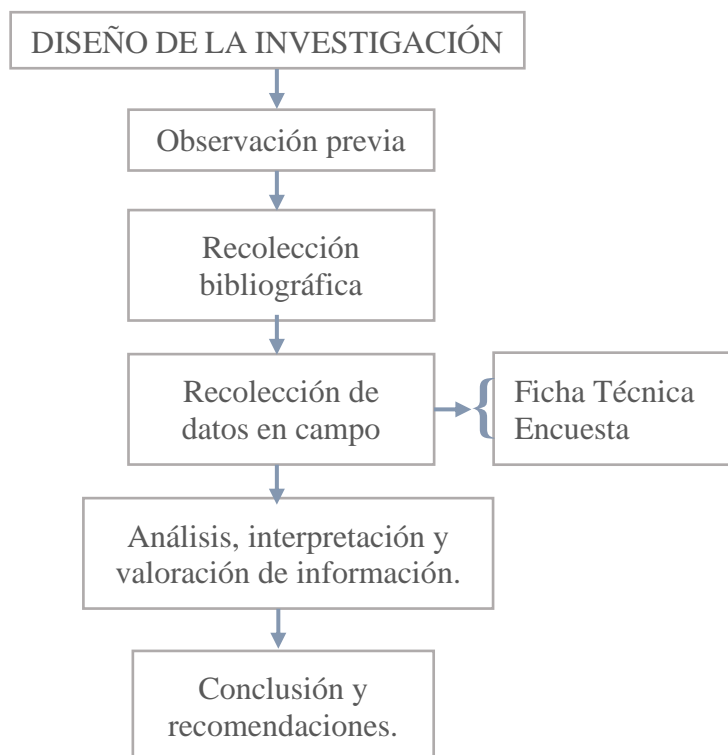 DISEÑO DE LA INVESTIGACIÓN
Observación previa
Recolección
bibliográfica
Recolección de
datos en campo
Ficha Técnica
Encuesta
Análisis, interpretación y
valoración de información.
Conclusión y
recomendaciones.